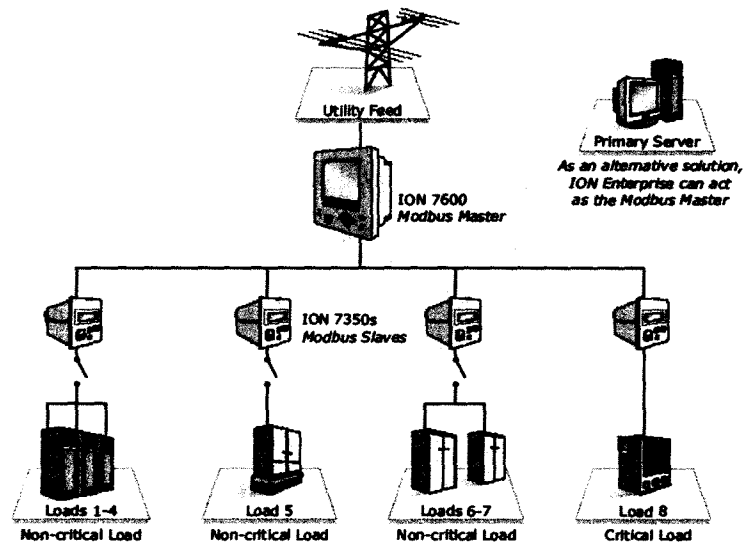 Utility Feed
Primary Server
As an alternative solution,
ION Enterprise can act
as the Modbus Master
ION 7600
Modbus Master
ION 7350s
Modbus Slaves
Loads 1-4
Non-critical Load
Load 5
Non-critical Load
Loads 6-7
Non-critical Load
Load 8
Critical Load